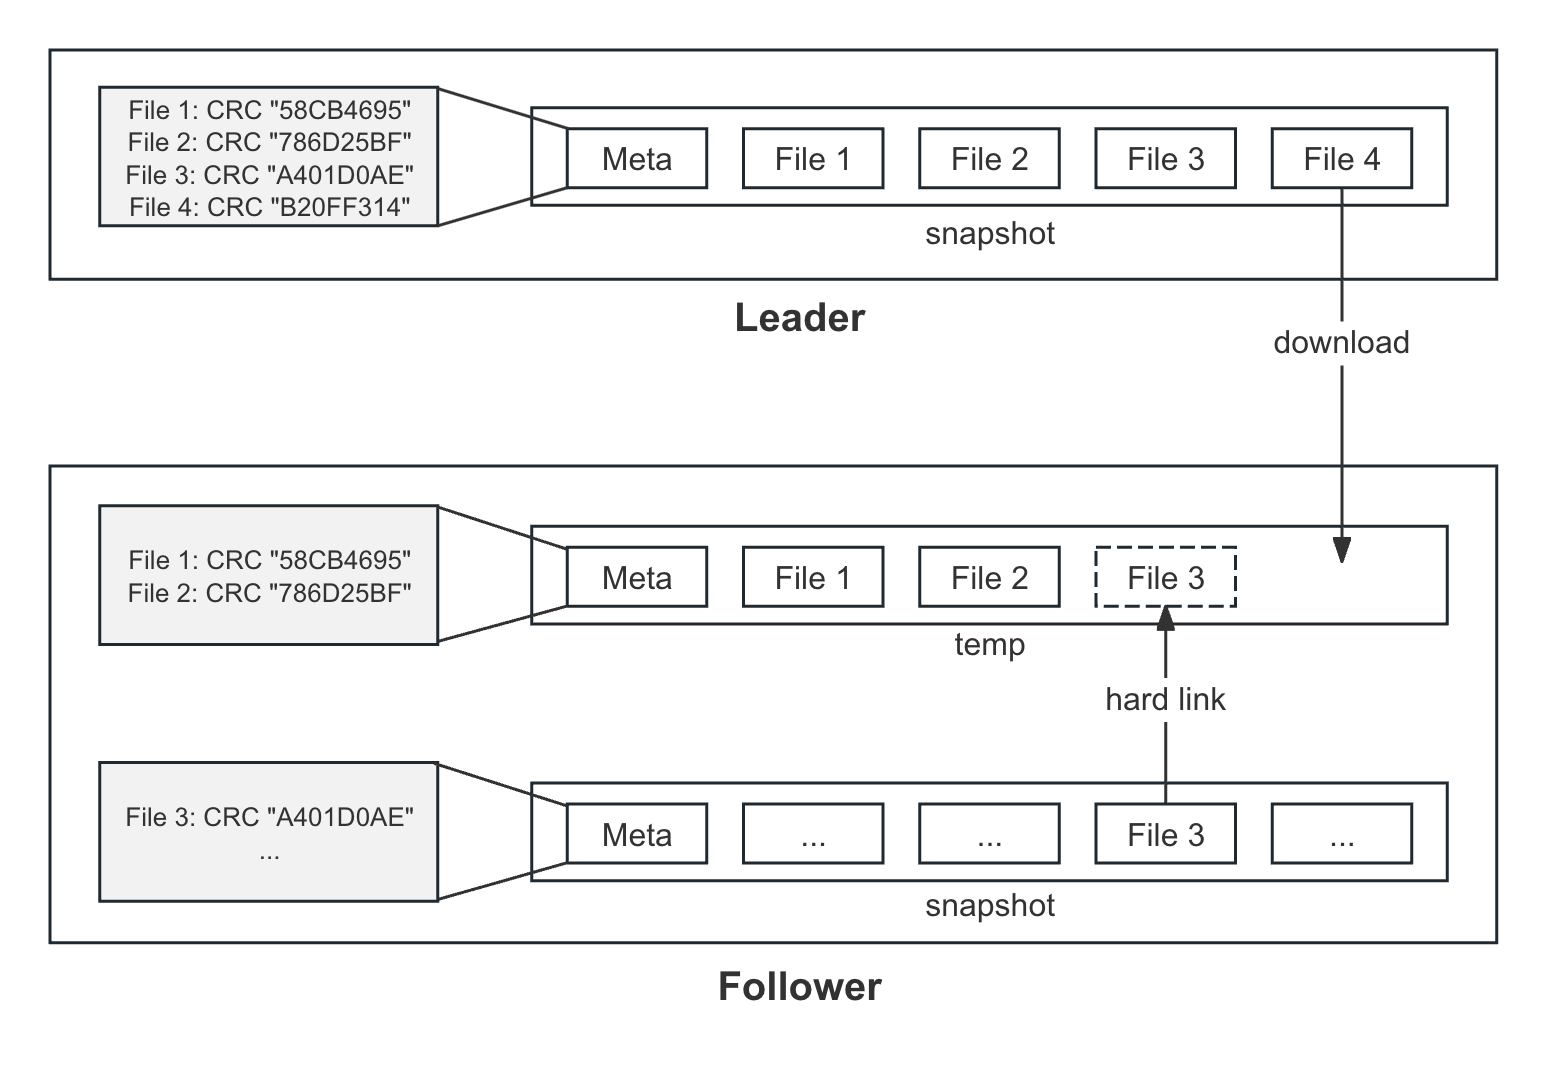 File 1: CRC "58CB4695"
File 2: CRC "786D25BF"
File 3: CRC "A401D0AE"
File 4: CRC "B20FF314"
Meta
File 1
File 2
File 3
File 4
snapshot
Leader
download
File 1: CRC "58CB4695"
File 2: CRC "786D25BF"
Meta
File 1
File 2
File 3
temp
hard link
File 3: CRC "A401D0AE"
...
Meta
...
...
File 3
...
snapshot
Follower